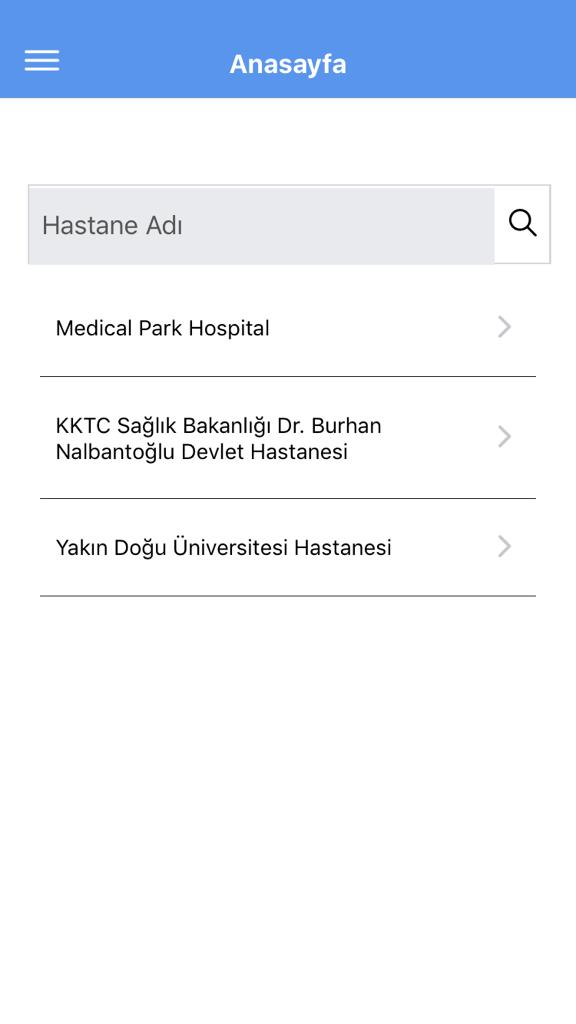 Anasayfa
Hastane Adı
Medical Park Hospital
KKTC Sağlık Bakanlığı Dr. Burhan
Nalbantoğlu Devlet Hastanesi
Yakın Doğu Üniversitesi Hastanesi